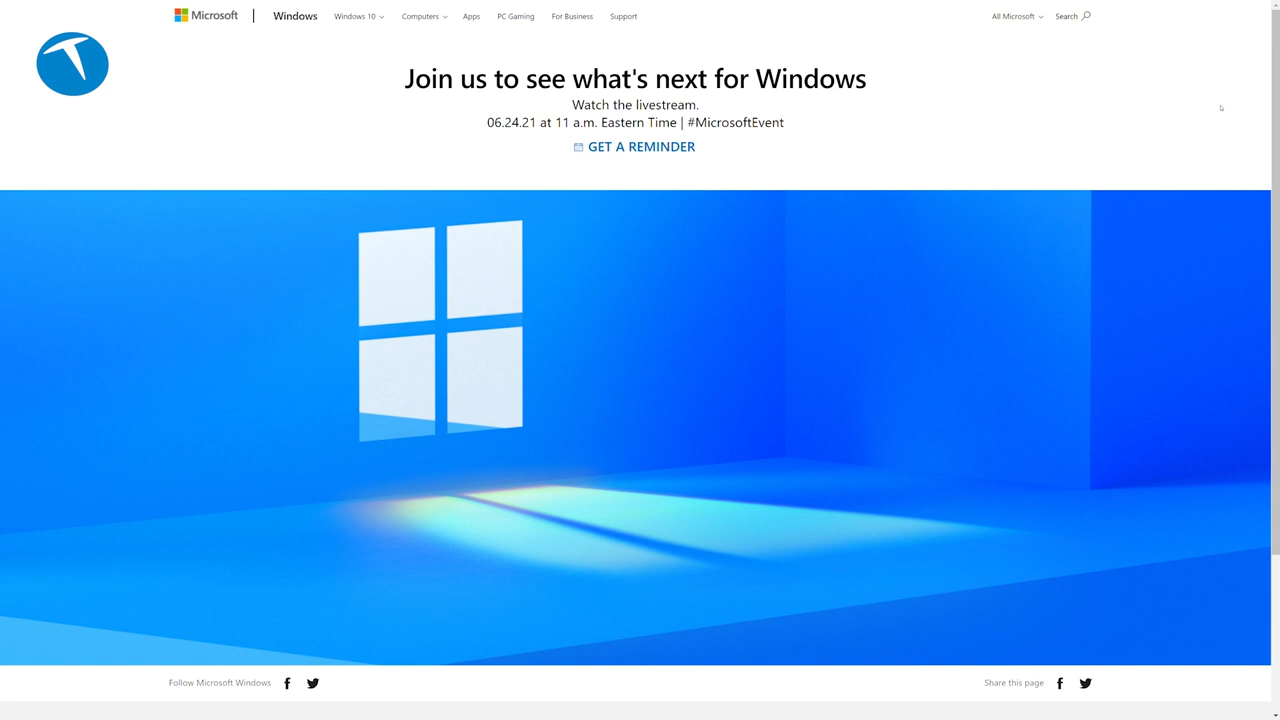 Microsoft
Windows
Windows 10
Computers
Apps
PC Gaming
For Business
Support
All Microsoft
Search
Join us to see what's next for Windows
Watch the livestream.
06.24.21 at 11 a.m. Eastern Time | #MicrosoftEvent
GET A REMINDER
Follow Microsoft Windows
Share this page